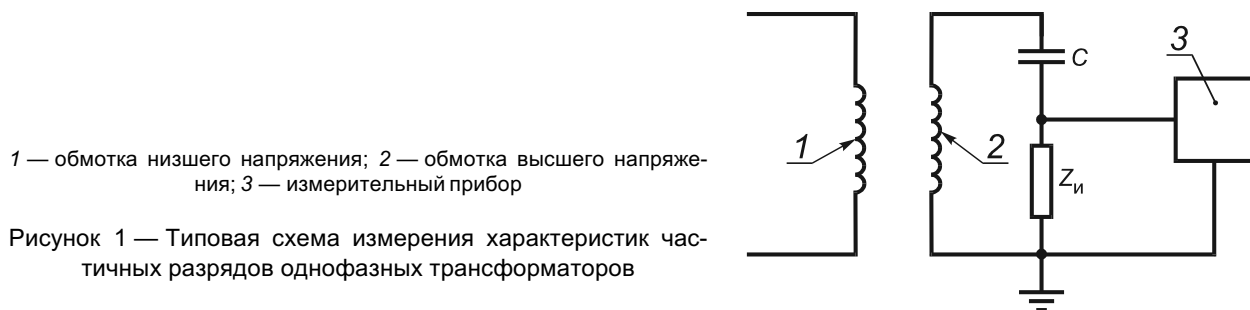 1 — обмотка низшего напряжения; 2 — обмотка высшего напряже-
ния; 3 — измерительный прибор
Рисунок 1 — Типовая схема измерения характеристик час-
тичных разрядов однофазных трансформаторов
1
2
C
Zи
3